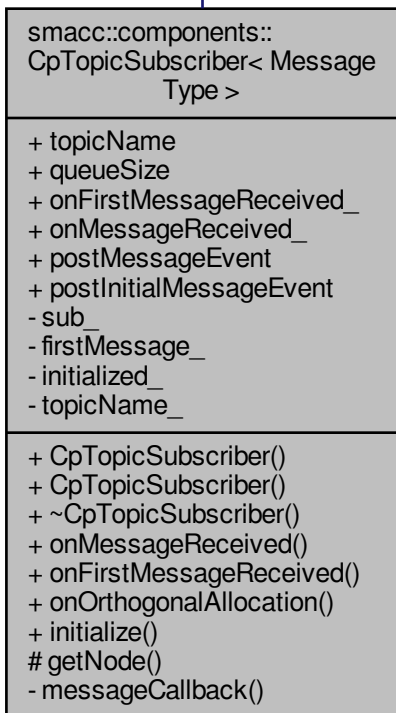 smacc::components::
CpTopicSubscriber< Message
Type >
+ topicName
+ queueSize
+ onFirstMessageReceived_
+ onMessageReceived_
+ postMessageEvent
+ postInitialMessageEvent
- sub_
- firstMessage_
- initialized_
- topicName_
+ CpTopicSubscriber()
+ CpTopicSubscriber()
+ ~CpTopicSubscriber()
+ onMessageReceived()
+ onFirstMessageReceived()
+ onOrthogonalAllocation()
+ initialize()
# getNode()
- messageCallback()